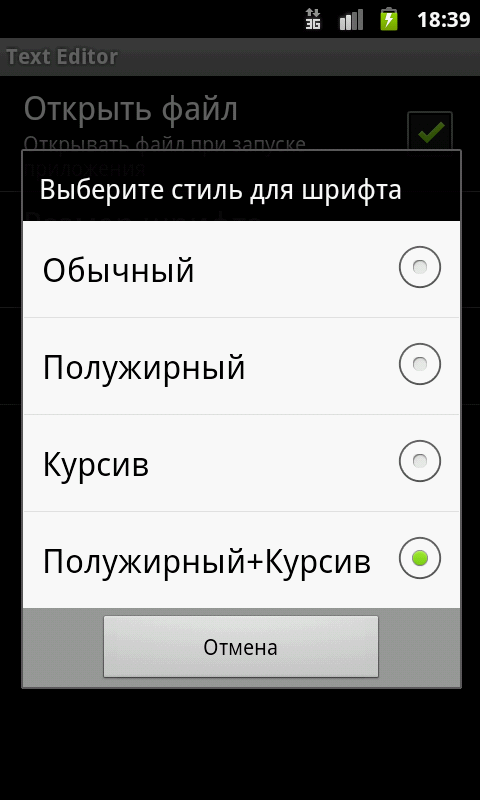 3G
18:39
Text Editor
Открыть файл
Открывать файл при запуске
приложения
Выберите стиль для шрифта
Обычный
Полужирный
Курсив
Полужирный+Курсив
Отмена